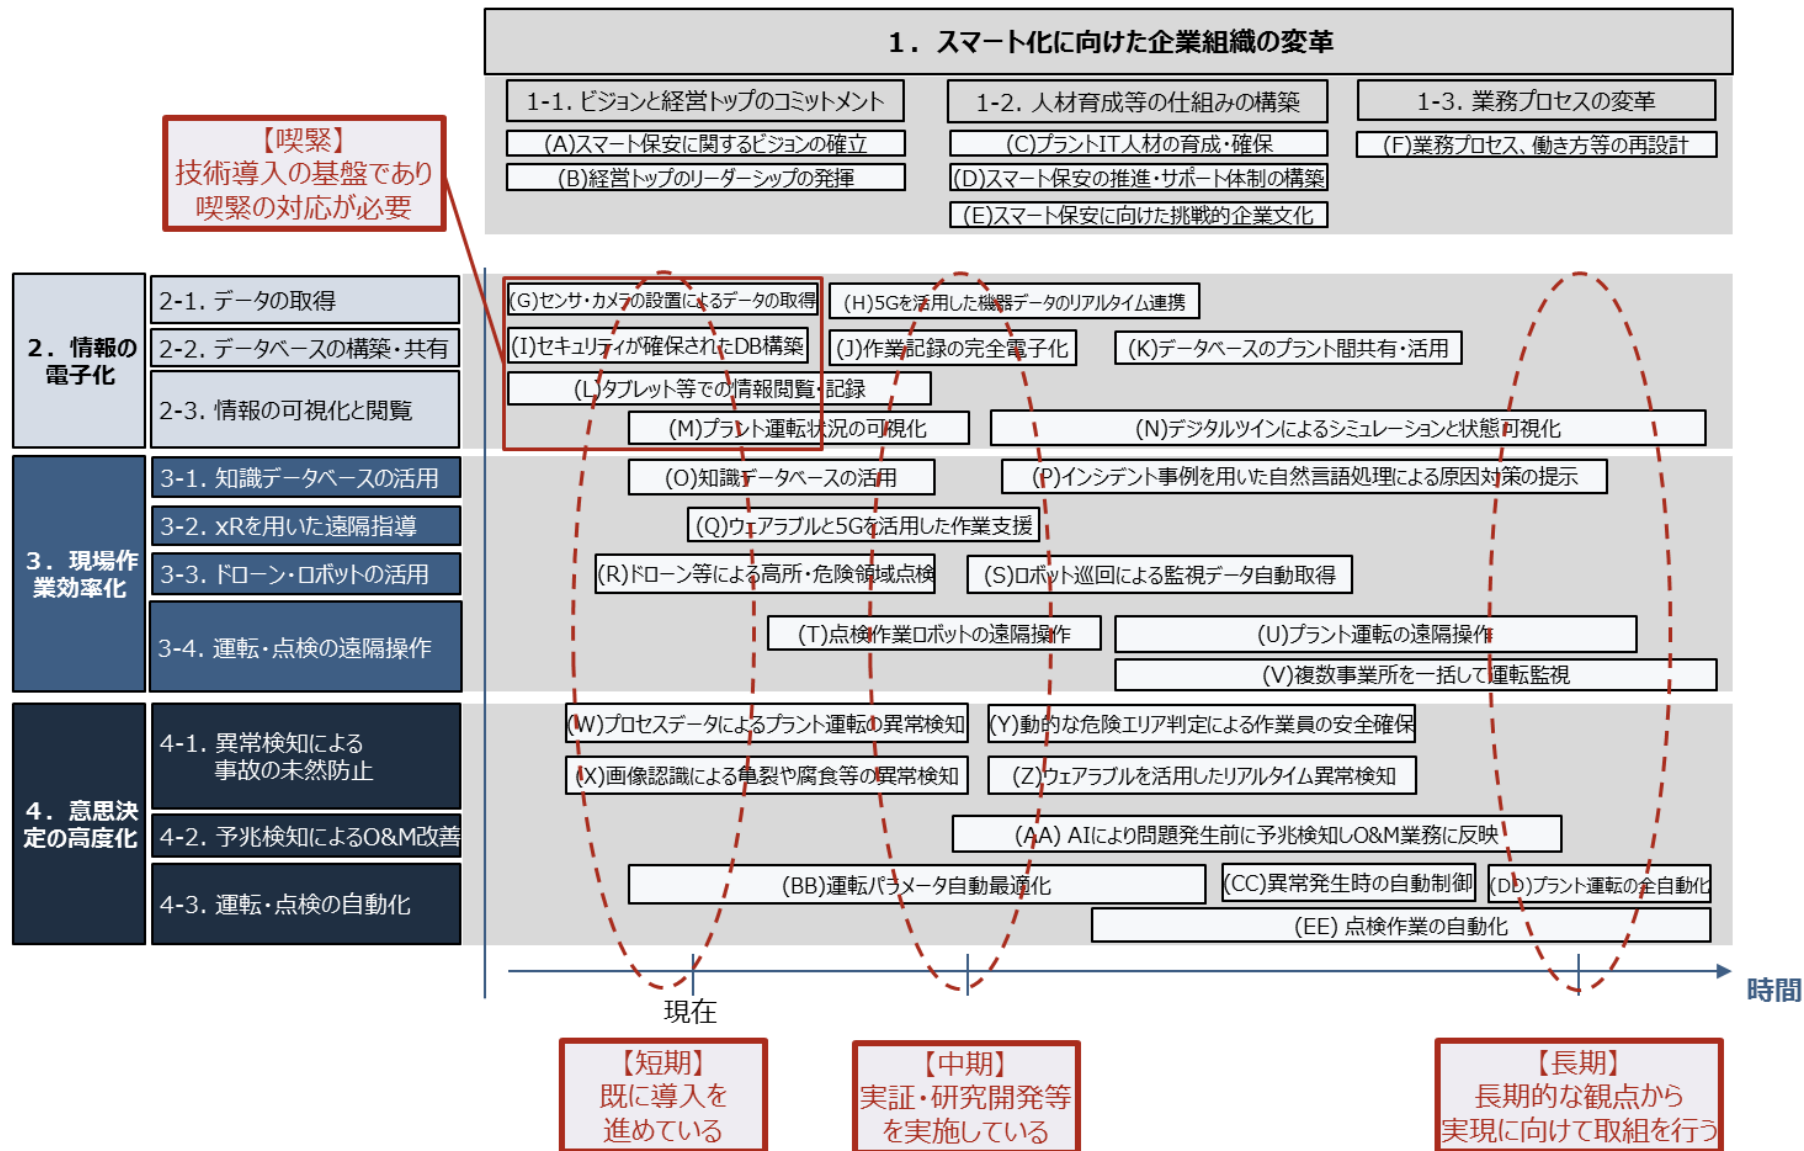 1．スマート化に向けた企業組織の変革
1-1. ビジョンと経営トップのコミットメント
1-2. 人材育成等の仕組みの構築
1-3. 業務プロセスの変革
(A)スマート保安に関するビジョンの確立
(C)プラントIT人材の育成・確保
(F)業務プロセス、働き方等の再設計
(B)経営トップのリーダーシップの発揮
(D)スマート保安の推進・サポート体制の構築
(E)スマート保安に向けた挑戦的企業文化
【喫緊】
技術導入の基盤であり
喫緊の対応が必要
2．情報の
電子化
2-1. データの取得
(G)センサ・カメラの設置によるデータの取得
(H)5Gを活用した機器データのリアルタイム連携
2-2. データベースの構築・共有
(I)セキュリティが確保されたDB構築
(J)作業記録の完全電子化
(K)データベースのプラント間共有・活用
2-3. 情報の可視化と閲覧
(L)タブレット等での情報閲覧・記録
(M)プラント運転状況の可視化
(N)デジタルツインによるシミュレーションと状態可視化
3．現場作
業効率化
3-1. 知識データベースの活用
(O)知識データベースの活用
(P)インシデント事例を用いた自然言語処理による原因対策の提示
3-2. xRを用いた遠隔指導
(Q)ウェアラブルと5Gを活用した作業支援
3-3. ドローン・ロボットの活用
(R)ドローン等による高所・危険領域点検
(S)ロボット巡回による監視データ自動取得
3-4. 運転・点検の遠隔操作
(T)点検作業ロボットの遠隔操作
(U)プラント運転の遠隔操作
(V)複数事業所を一括して運転監視
4．意思決
定の高度化
4-1. 異常検知による
事故の未然防止
(W)プロセスデータによるプラント運転の異常検知
(Y)動的な危険エリア判定による作業員の安全確保
(X)画像認識による亀裂や腐食等の異常検知
(Z)ウェアラブルを活用したリアルタイム異常検知
4-2. 予兆検知によるO&M改善
(AA) AIにより問題発生前に予兆検知しO&M業務に反映
4-3. 運転・点検の自動化
(BB)運転パラメータ自動最適化
(CC)異常発生時の自動制御
(DD)プラント運転の全自動化
(EE) 点検作業の自動化
時間
現在
【短期】
既に導入を
進めている
【中期】
実証・研究開発等
を実施している
【長期】
長期的な観点から
実現に向けて取組を行う